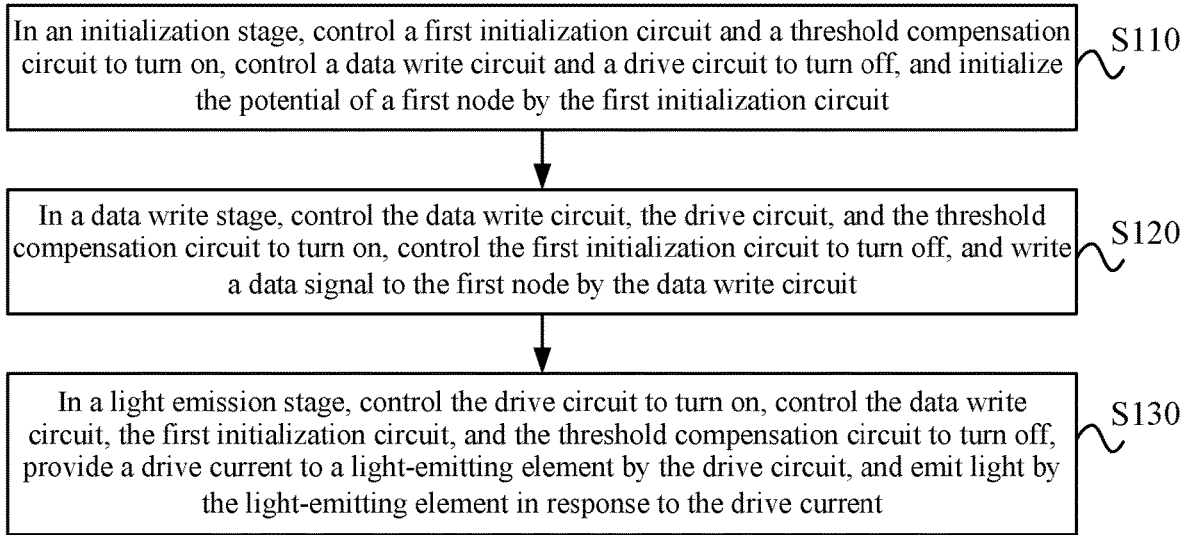 In an initialization stage, control a first initialization circuit and a threshold compensation
circuit to turn on, control a data write circuit and a drive circuit to turn off, and initialize
the potential of a first node by the first initialization circuit
S110
In a data write stage, control the data write circuit, the drive circuit, and the threshold
compensation circuit to turn on, control the first initialization circuit to turn off, and write
a data signal to the first node by the data write circuit
S120
In a light emission stage, control the drive circuit to turn on, control the data write
circuit, the first initialization circuit, and the threshold compensation circuit to turn off,
provide a drive current to a light-emitting element by the drive circuit, and emit light by
the light-emitting element in response to the drive current
S130